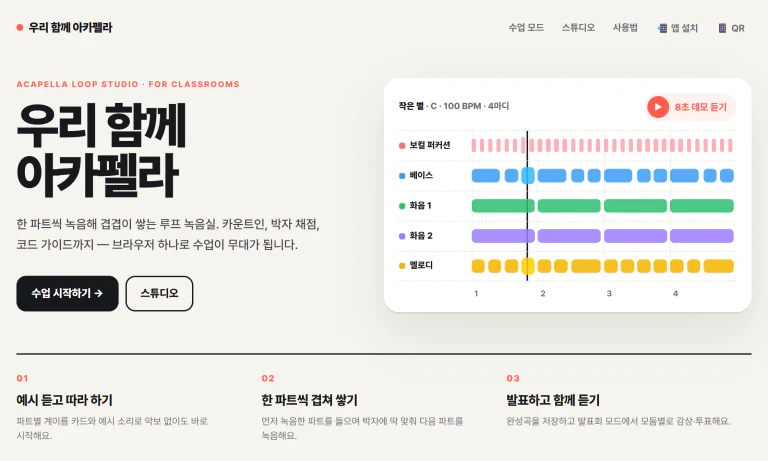 우리 함께 아카펠라
수업 모드 스튜디오 사용법 앱 설치 QR
ACAPELLA LOOP STUDIO · FOR CLASSROOMS
우리 함께
아카펠라
한 파트씩 녹음해 겹겹이 쌓는 루프 녹음실. 카운트인, 박자 채점,
코드 가이드까지 — 브라우저 하나로 수업이 무대가 됩니다.
수업 시작하기 →
스튜디오
작은 별 · C · 100 BPM · 4마디
8초 데모 듣기
보컬 퍼커션
베이스
화음 1
화음 2
멜로디
1 2 3 4
01
예시 듣고 따라 하기
파트별 계이름 카드와 예시 소리로 악보 없이도 바로
시작해요.
02
한 파트씩 겹쳐 쌓기
먼저 녹음한 파트를 들으며 박자에 딱 맞춰 다음 파트를
녹음해요.
03
발표하고 함께 듣기
완성곡을 저장하고 발표회 모드에서 모둠별로 감상·투표해요.